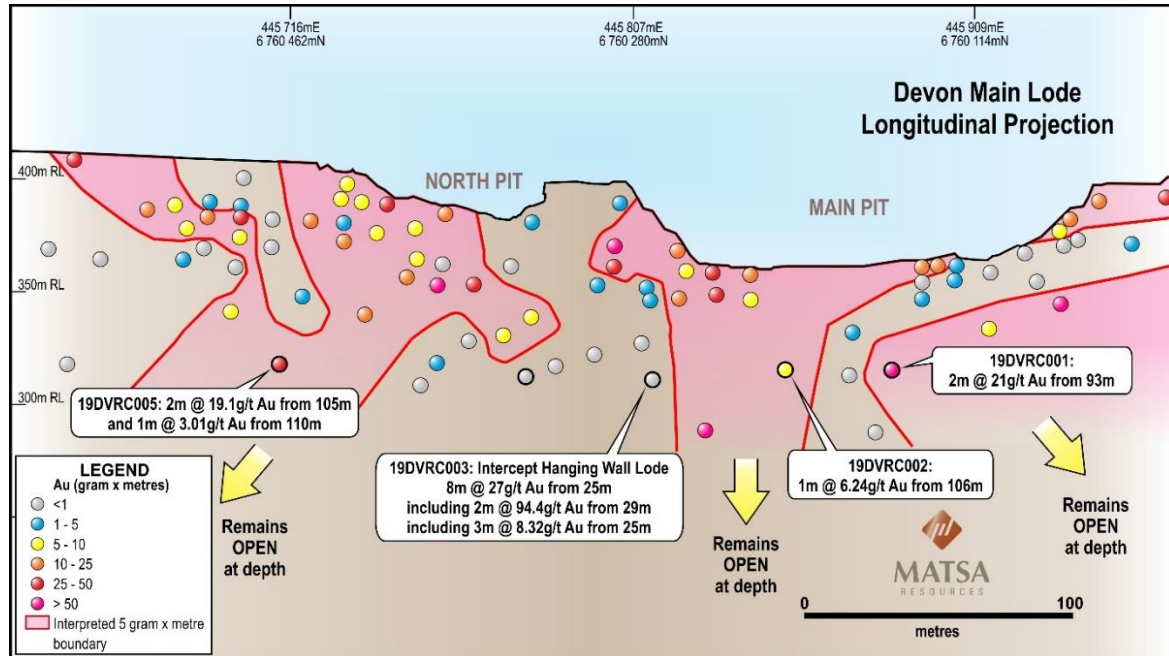 445 716mE
6 760 462mN
445 807mE
6 760 280mN
445 909mE
6 760 114mN
Devon Main Lode
Longitudinal Projection
400m RL
NORTH PIT
MAIN PIT
350m RL
300m RL
19DVRC005: 2m @ 19.1g/t Au from 105m
and 1m @ 3.01g/t Au from 110m
19DVRC003: Intercept Hanging Wall Lode
8m @ 27g/t Au from 25m
including 2m @ 94.4g/t Au from 29m
including 3m @ 8.32g/t Au from 25m
19DVRC002:
1m @ 6.24g/t Au from 106m
19DVRC001:
2m @ 21g/t Au from 93m
Remains
OPEN
at depth
Remains
OPEN
at depth
Remains
OPEN
at depth
LEGEND
Au (gram x metres)
<1
1 - 5
5 - 10
10 - 25
25 - 50
> 50
Interpreted 5 gram x metre
boundary
MATSA
RESOURCES
0 100
metres